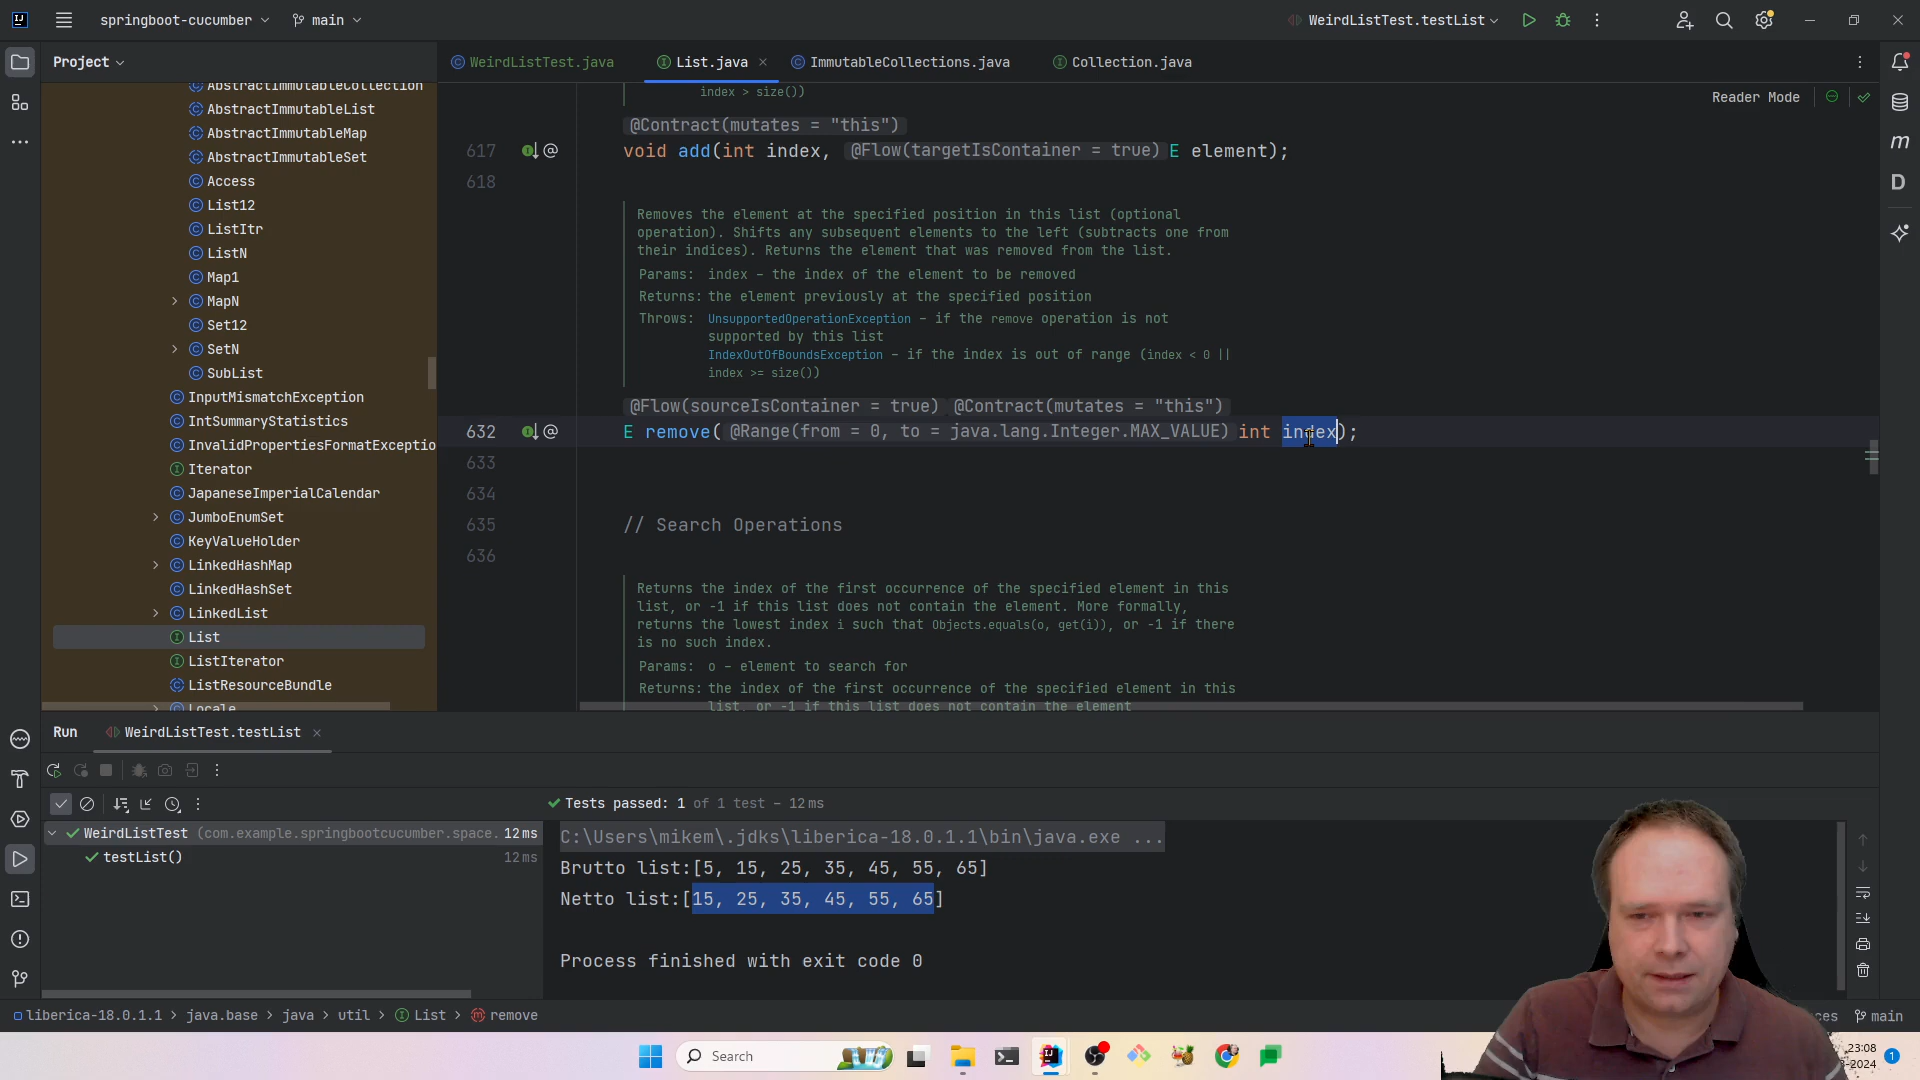 springboot-cucumber
main
WeirdListTest.testList
Project
WeirdListTest.java
List.java
ImmutableCollections.java
Collection.java
Reader Mode
AbstractImmutableCollection
AbstractImmutableList
AbstractImmutableMap
AbstractImmutableSet
Access
List12
ListItr
ListN
Map1
MapN
Set12
SetN
SubList
InputMismatchException
IntSummaryStatistics
InvalidPropertiesFormatExceptio
Iterator
JapaneseImperialCalendar
JumboEnumSet
KeyValueHolder
LinkedHashMap
LinkedHashSet
LinkedList
List
ListIterator
ListResourceBundle
Locale
index > size())
@Contract(mutates = "this")
617 void add(int index, @Flow(targetIsContainer = true) E element);
618
Removes the element at the specified position in this list (optional
operation). Shifts any subsequent elements to the left (subtracts one from
their indices). Returns the element that was removed from the list.
Params: index – the index of the element to be removed
Returns: the element previously at the specified position
Throws: UnsupportedOperationException – if the remove operation is not
supported by this list
IndexOutOfBoundsException – if the index is out of range (index < 0 ||
index >= size())
@Flow(sourceIsContainer = true) @Contract(mutates = "this")
632 E remove( @Range(from = 0, to = java.lang.Integer.MAX_VALUE) int index);
633
634
635 // Search Operations
636
Returns the index of the first occurrence of the specified element in this
list, or -1 if this list does not contain the element. More formally,
returns the lowest index i such that Objects.equals(o, get(i)), or -1 if there
is no such index.
Params: o – element to search for
Returns: the index of the first occurrence of the specified element in this
list, or -1 if this list does not contain the element
Run
WeirdListTest.testList
Tests passed: 1 of 1 test – 12 ms
WeirdListTest (com.example.springbootcucumber.space. 12 ms
testList() 12 ms
C:\Users\mikem\.jdks\liberica-18.0.1.1\bin\java.exe ...
Brutto list:[5, 15, 25, 35, 45, 55, 65]
Netto list:[15, 25, 35, 45, 55, 65]
Process finished with exit code 0
liberica-18.0.1.1 > java.base > java > util > List > remove
main
Search
23:08
-2024
1